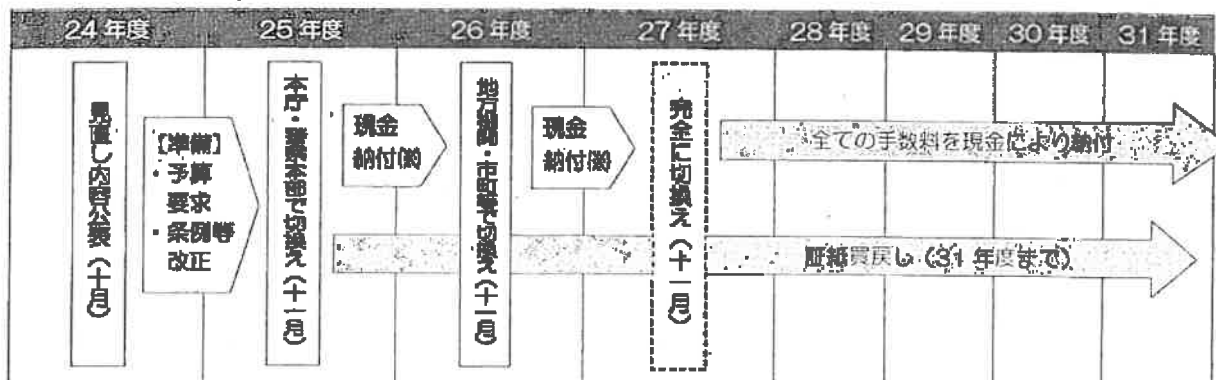 24年度 25年度 26年度 27年度 28年度 29年度 30年度 31年度
見直し内容公表（十月）
【準備】
・予算
要求
・条例等
改正
本庁・警察本部で切換え（十一月）
現金
納付
地方機関・市町等で切換え（十一月）
現金
納付
完全に切換え（十一月）
全ての手数料を現金により納付
証紙買戻し（31年度まで）